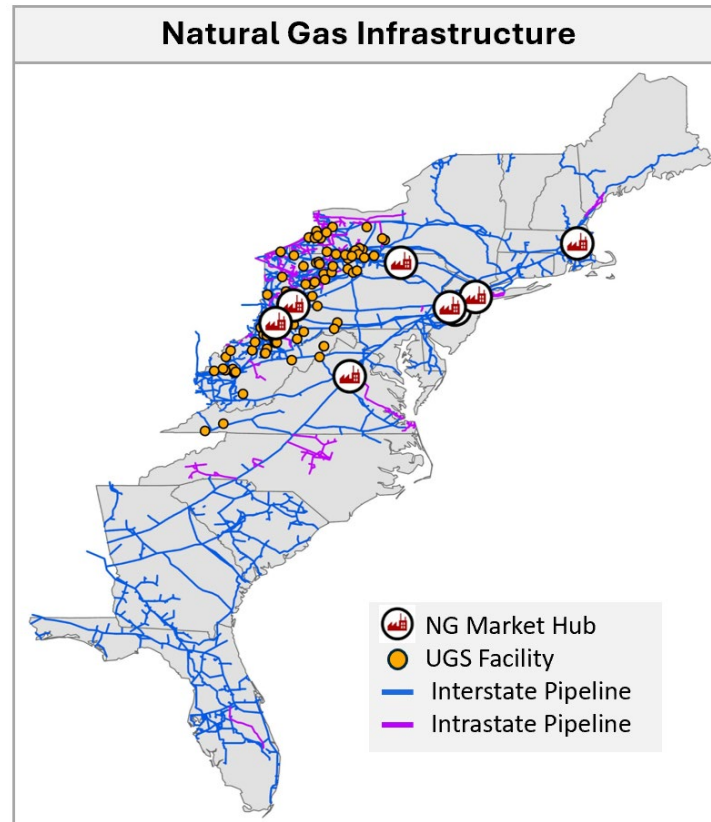 Natural Gas Infrastructure
NG Market Hub
UGS Facility
Interstate Pipeline
Intrastate Pipeline